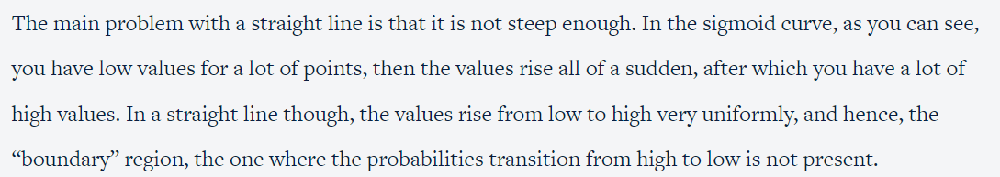 The main problem with a straight line is that it is not steep enough. In the sigmoid curve, as you can see,
you have low values for a lot of points, then the values rise all of a sudden, after which you have a lot of
high values. In a straight line though, the values rise from low to high very uniformly, and hence, the
“boundary” region, the one where the probabilities transition from high to low is not present.